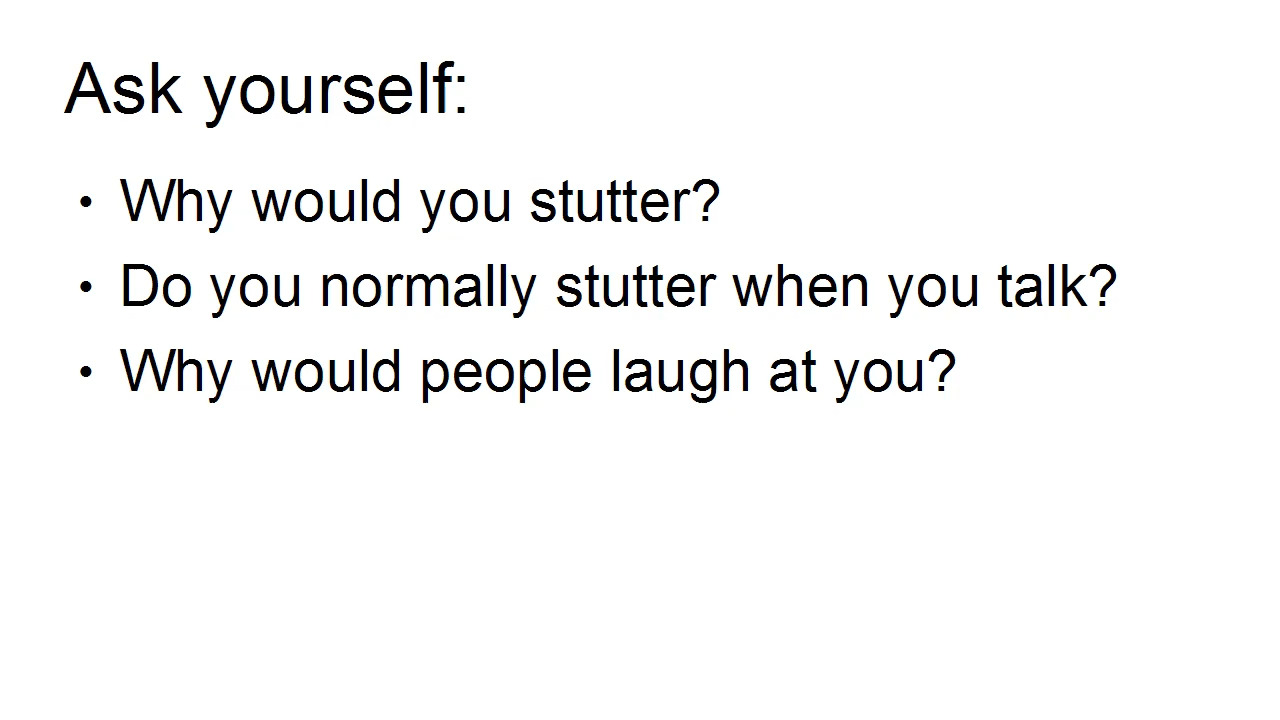 Ask yourself:
• Why would you stutter?
• Do you normally stutter when you talk?
• Why would people laugh at you?